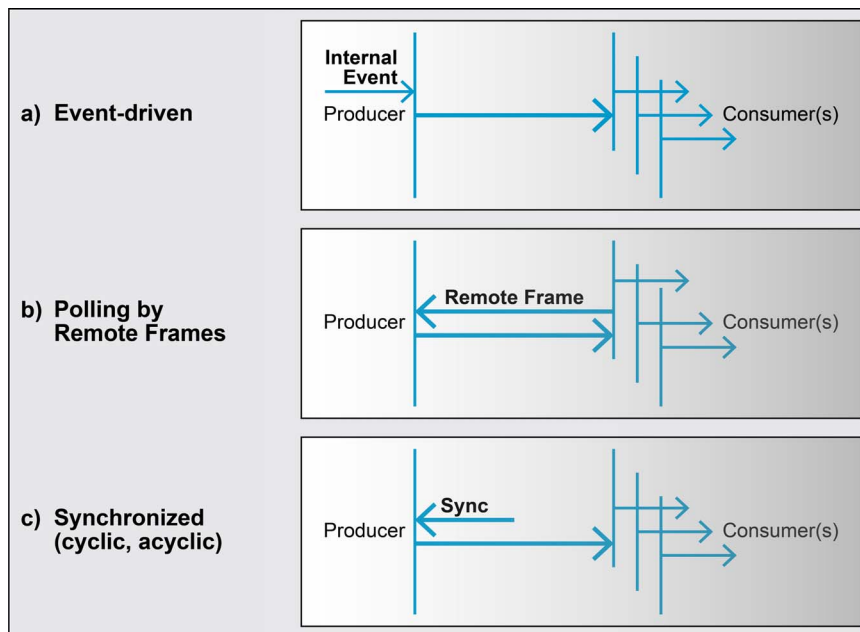 a) Event-driven
Internal
Event
Producer
Consumer(s)
b) Polling by
Remote Frames
Remote Frame
Producer
Consumer(s)
c) Synchronized
(cyclic, acyclic)
Sync
Producer
Consumer(s)